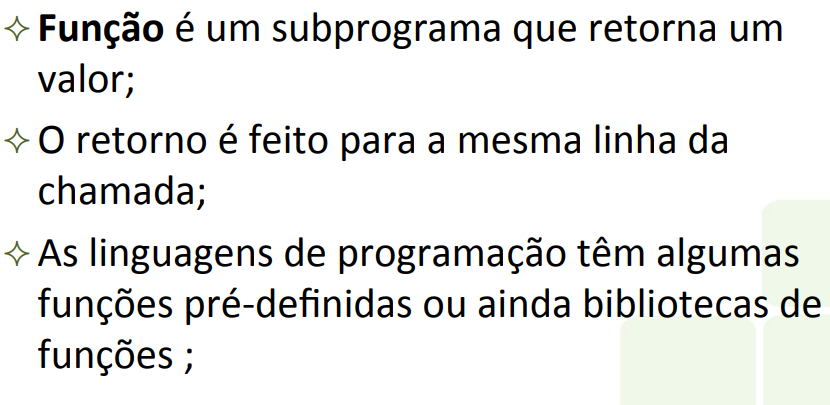 Função é um subprograma que retorna um
valor;
O retorno é feito para a mesma linha da
chamada;
As linguagens de programação têm algumas
funções pré-definidas ou ainda bibliotecas de
funções ;